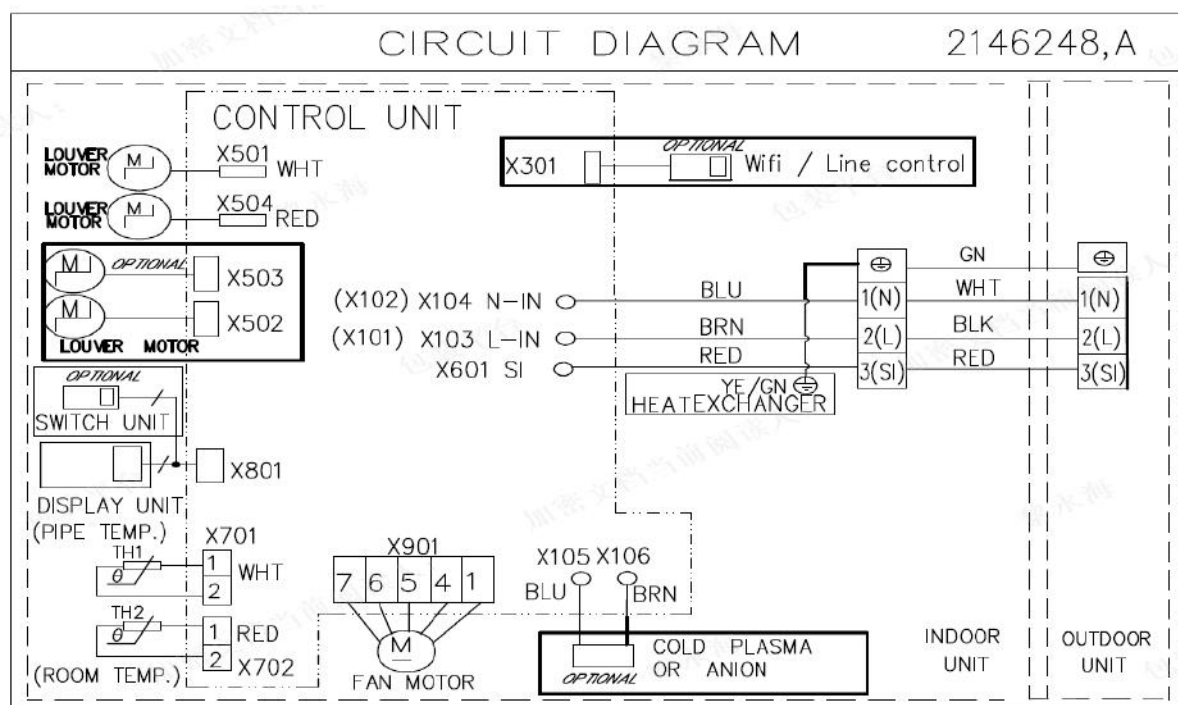 CIRCUIT DIAGRAM 2146248,A
CONTROL UNIT
LOUVER
MOTOR
M
X501
WHT
LOUVER
MOTOR
M
X504
RED
M
OPTIONAL
X503
M
X502
LOUVER MOTOR
OPTIONAL
SWITCH UNIT
X801
DISPLAY UNIT
(PIPE TEMP.)
TH1
θ
X701
1
2
WHT
TH2
θ
1
2
RED
X702
(ROOM TEMP.)
X301
OPTIONAL
Wifi / Line control
(X102) X104 N-IN
BLU
(X101) X103 L-IN
BRN
X601 SI
RED
YE/GN
HEATEXCHANGER
1(N)
2(L)
3(SI)
GN
WHT
BLK
RED
1(N)
2(L)
3(SI)
X901
7 6 5 4 1
M
FAN MOTOR
X105 X106
BLU
BRN
OPTIONAL
COLD PLASMA
OR ANION
INDOOR
UNIT
OUTDOOR
UNIT